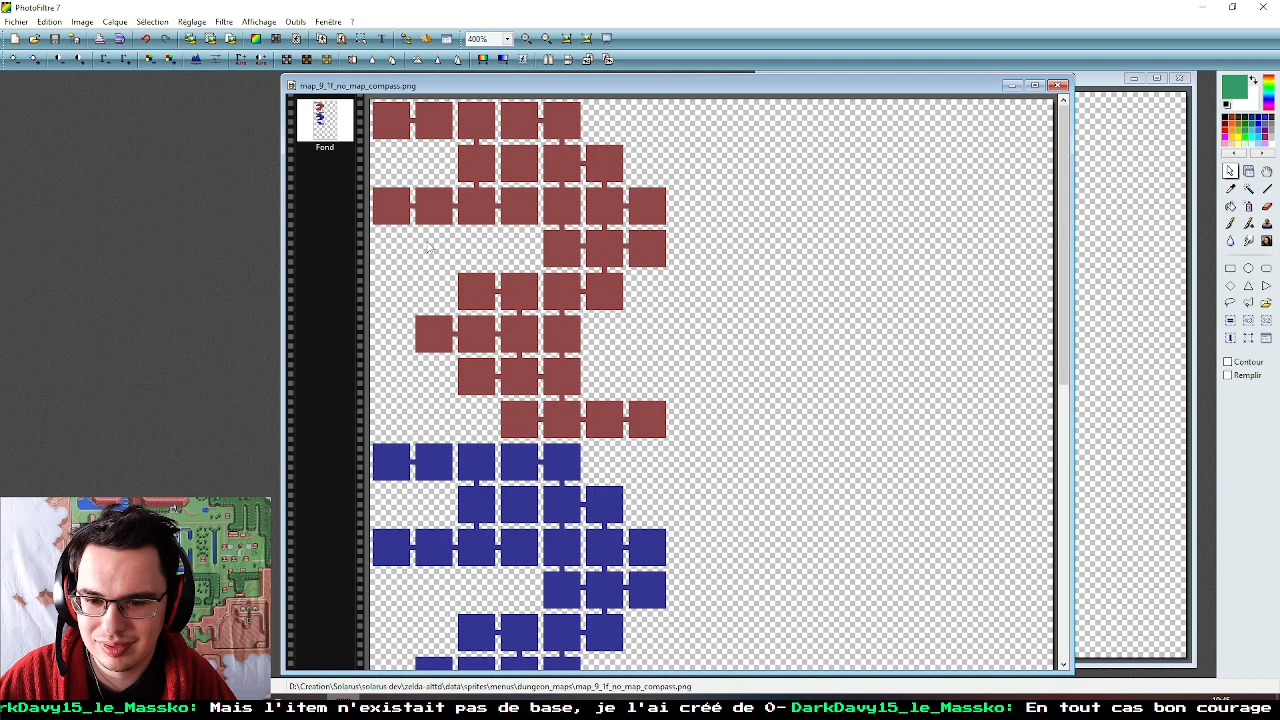 PhotoFiltre 7
Fichier Edition Image Calque Sélection Réglage Filtre Affichage Outils Fenêtre ?
400%
map_9_1f_no_map_compass.png
Fond
Contour
Remplir
D:\Creation\Solarus\solarus dev\zelda-alttd\data\sprites\menus\dungeon_maps\map_9_1f_no_map_compass.png
rkDavy15_le_Massko: Mais l'item n'existait pas de base, je l'ai créé de 0- DarkDavy15_le_Massko: En tout cas bon courage